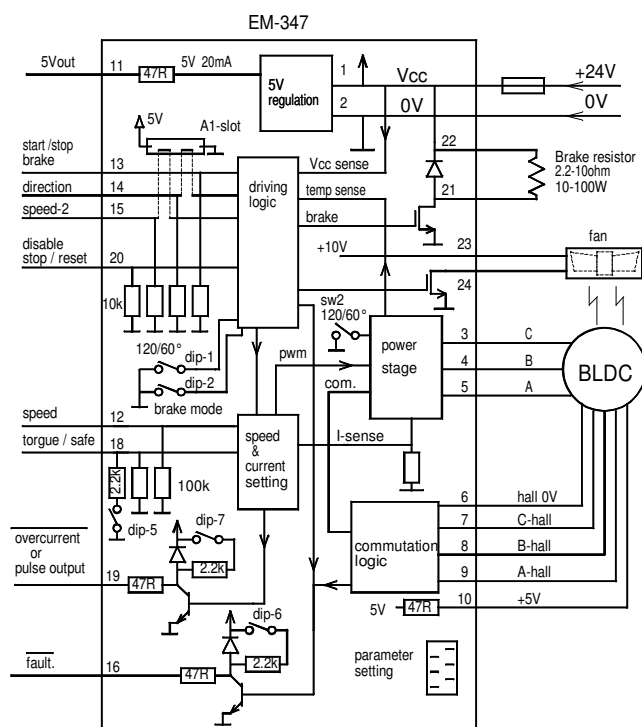 EM-347
5Vout
11
47R
5V 20mA
5V
regulation
1
Vcc
+24V
2
0V
0V
5V
A1-slot
start /stop
brake
13
direction
14
speed-2
15
disable
stop / reset
20
10k
driving
logic
Vcc sense
temp sense
brake
22
21
Brake resistor
2.2-10ohm
10-100W
+10V
23
24
fan
sw2
120/60°
120/60°
dip-1
dip-2
brake mode
pwm
com.
power
stage
3
C
4
B
5
A
BLDC
speed
12
torgue / safe
18
2.2k
dip-5
100k
speed
&
current
setting
I-sense
commutation
logic
6
hall 0V
7
C-hall
8
B-hall
9
A-hall
10
+5V
5V
47R
overcurrent
or
pulse output
19
47R
dip-7
2.2k
fault.
16
47R
dip-6
2.2k
parameter
setting